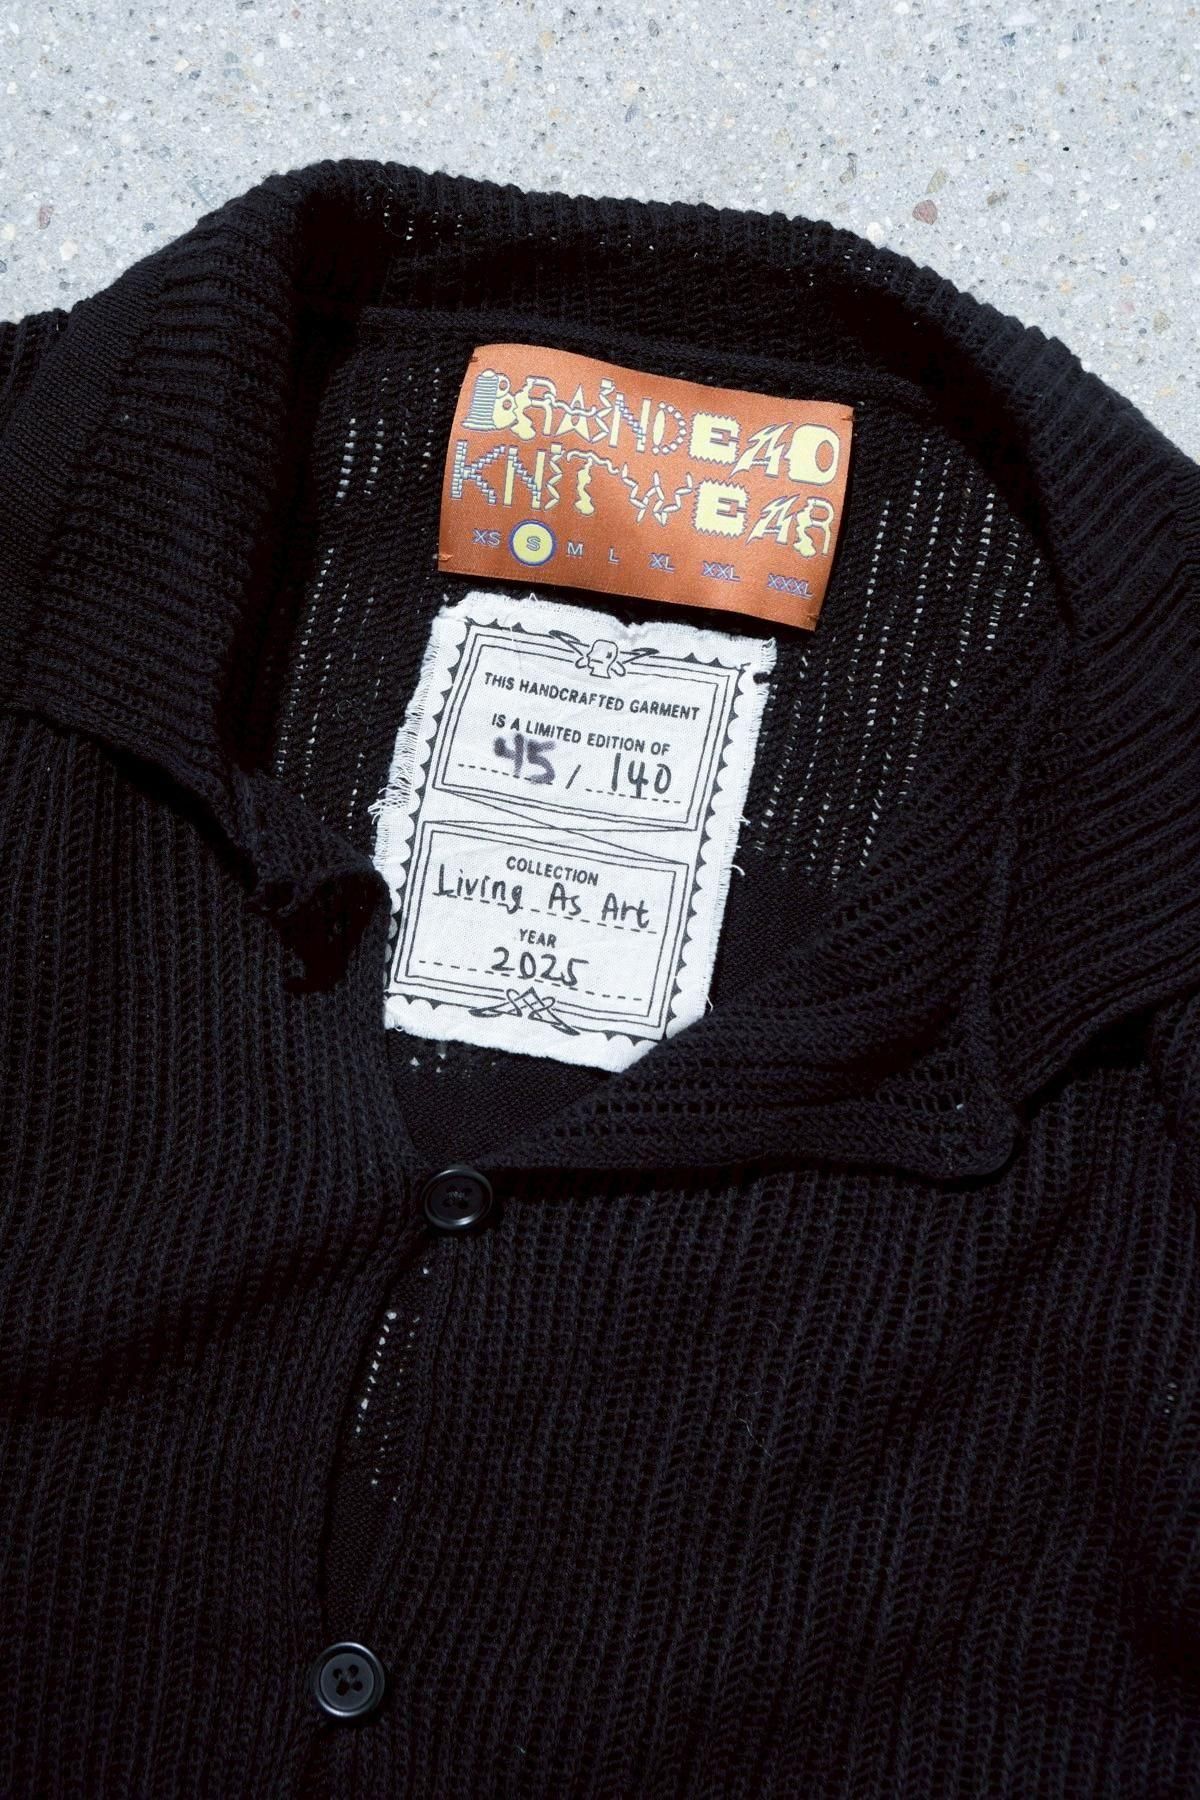 BRAINDEAD
KNITWEAR
XS S M L XL XXL XXXL
THIS HANDCRAFTED GARMENT
IS A LIMITED EDITION OF
45 / 140
COLLECTION
Living As Art
YEAR
2025